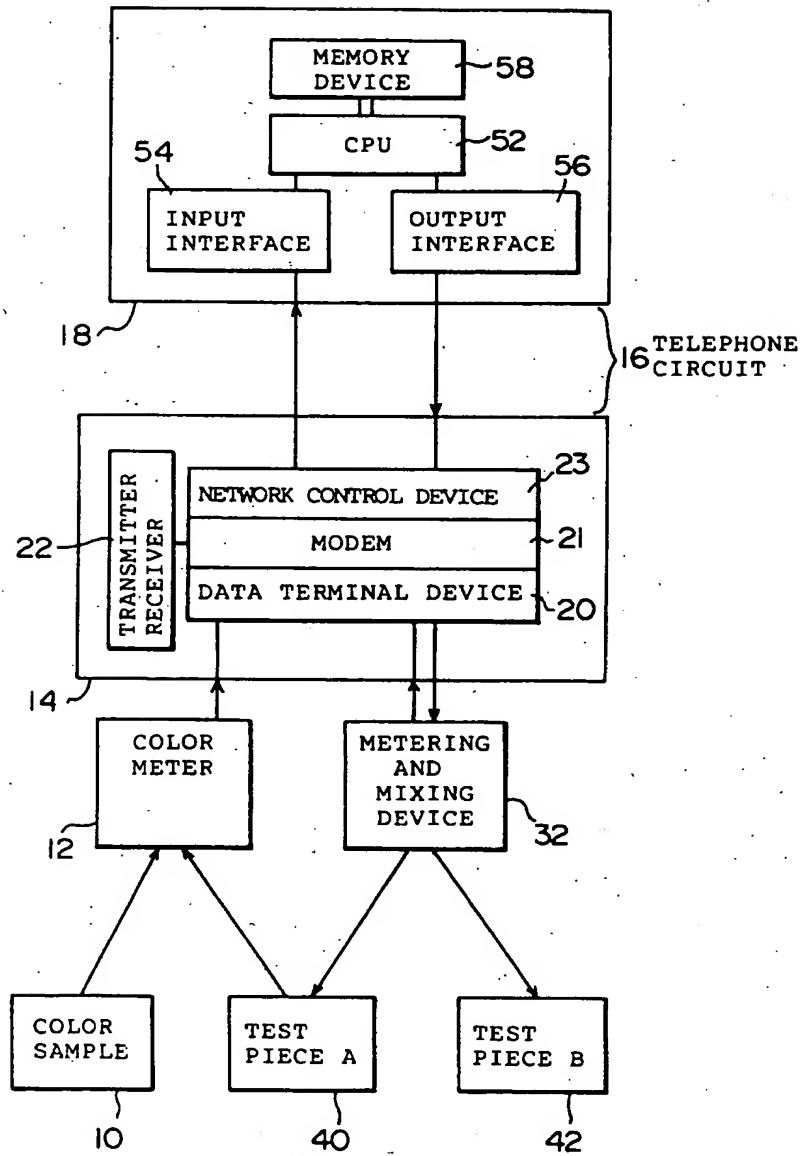 MEMORY
DEVICE
58
CPU
52
54
56
INPUT
INTERFACE
OUTPUT
INTERFACE
18
16 TELEPHONE
CIRCUIT
23
NETWORK CONTROL DEVICE
22
TRANSMITTER
RECEIVER
MODEM
21
DATA TERMINAL DEVICE
20
14
COLOR
METER
METERING
AND
MIXING
DEVICE
12
32
COLOR
SAMPLE
TEST
PIECE A
TEST
PIECE B
10
40
42